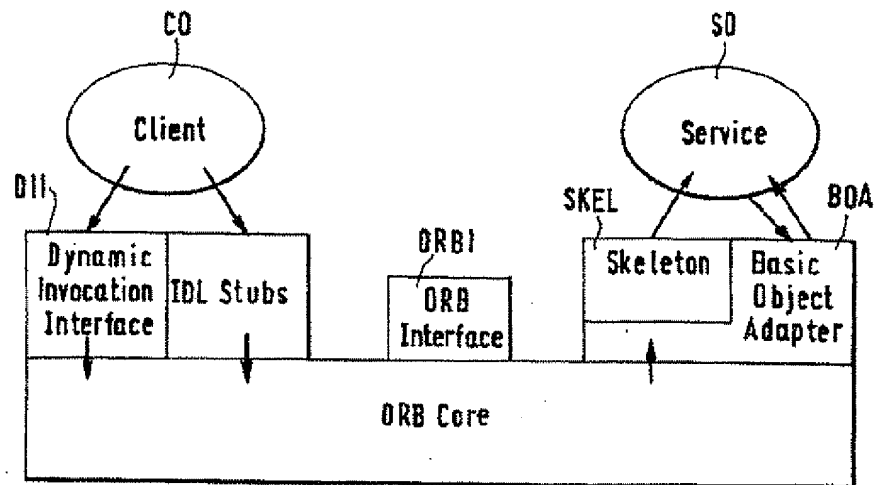 CO
SO
Client
Service
DII
SKEL
BOA
ORBI
Dynamic
Invocation
Interface
IDL Stubs
ORB
Interface
Skeleton
Basic
Object
Adapter
ORB Core